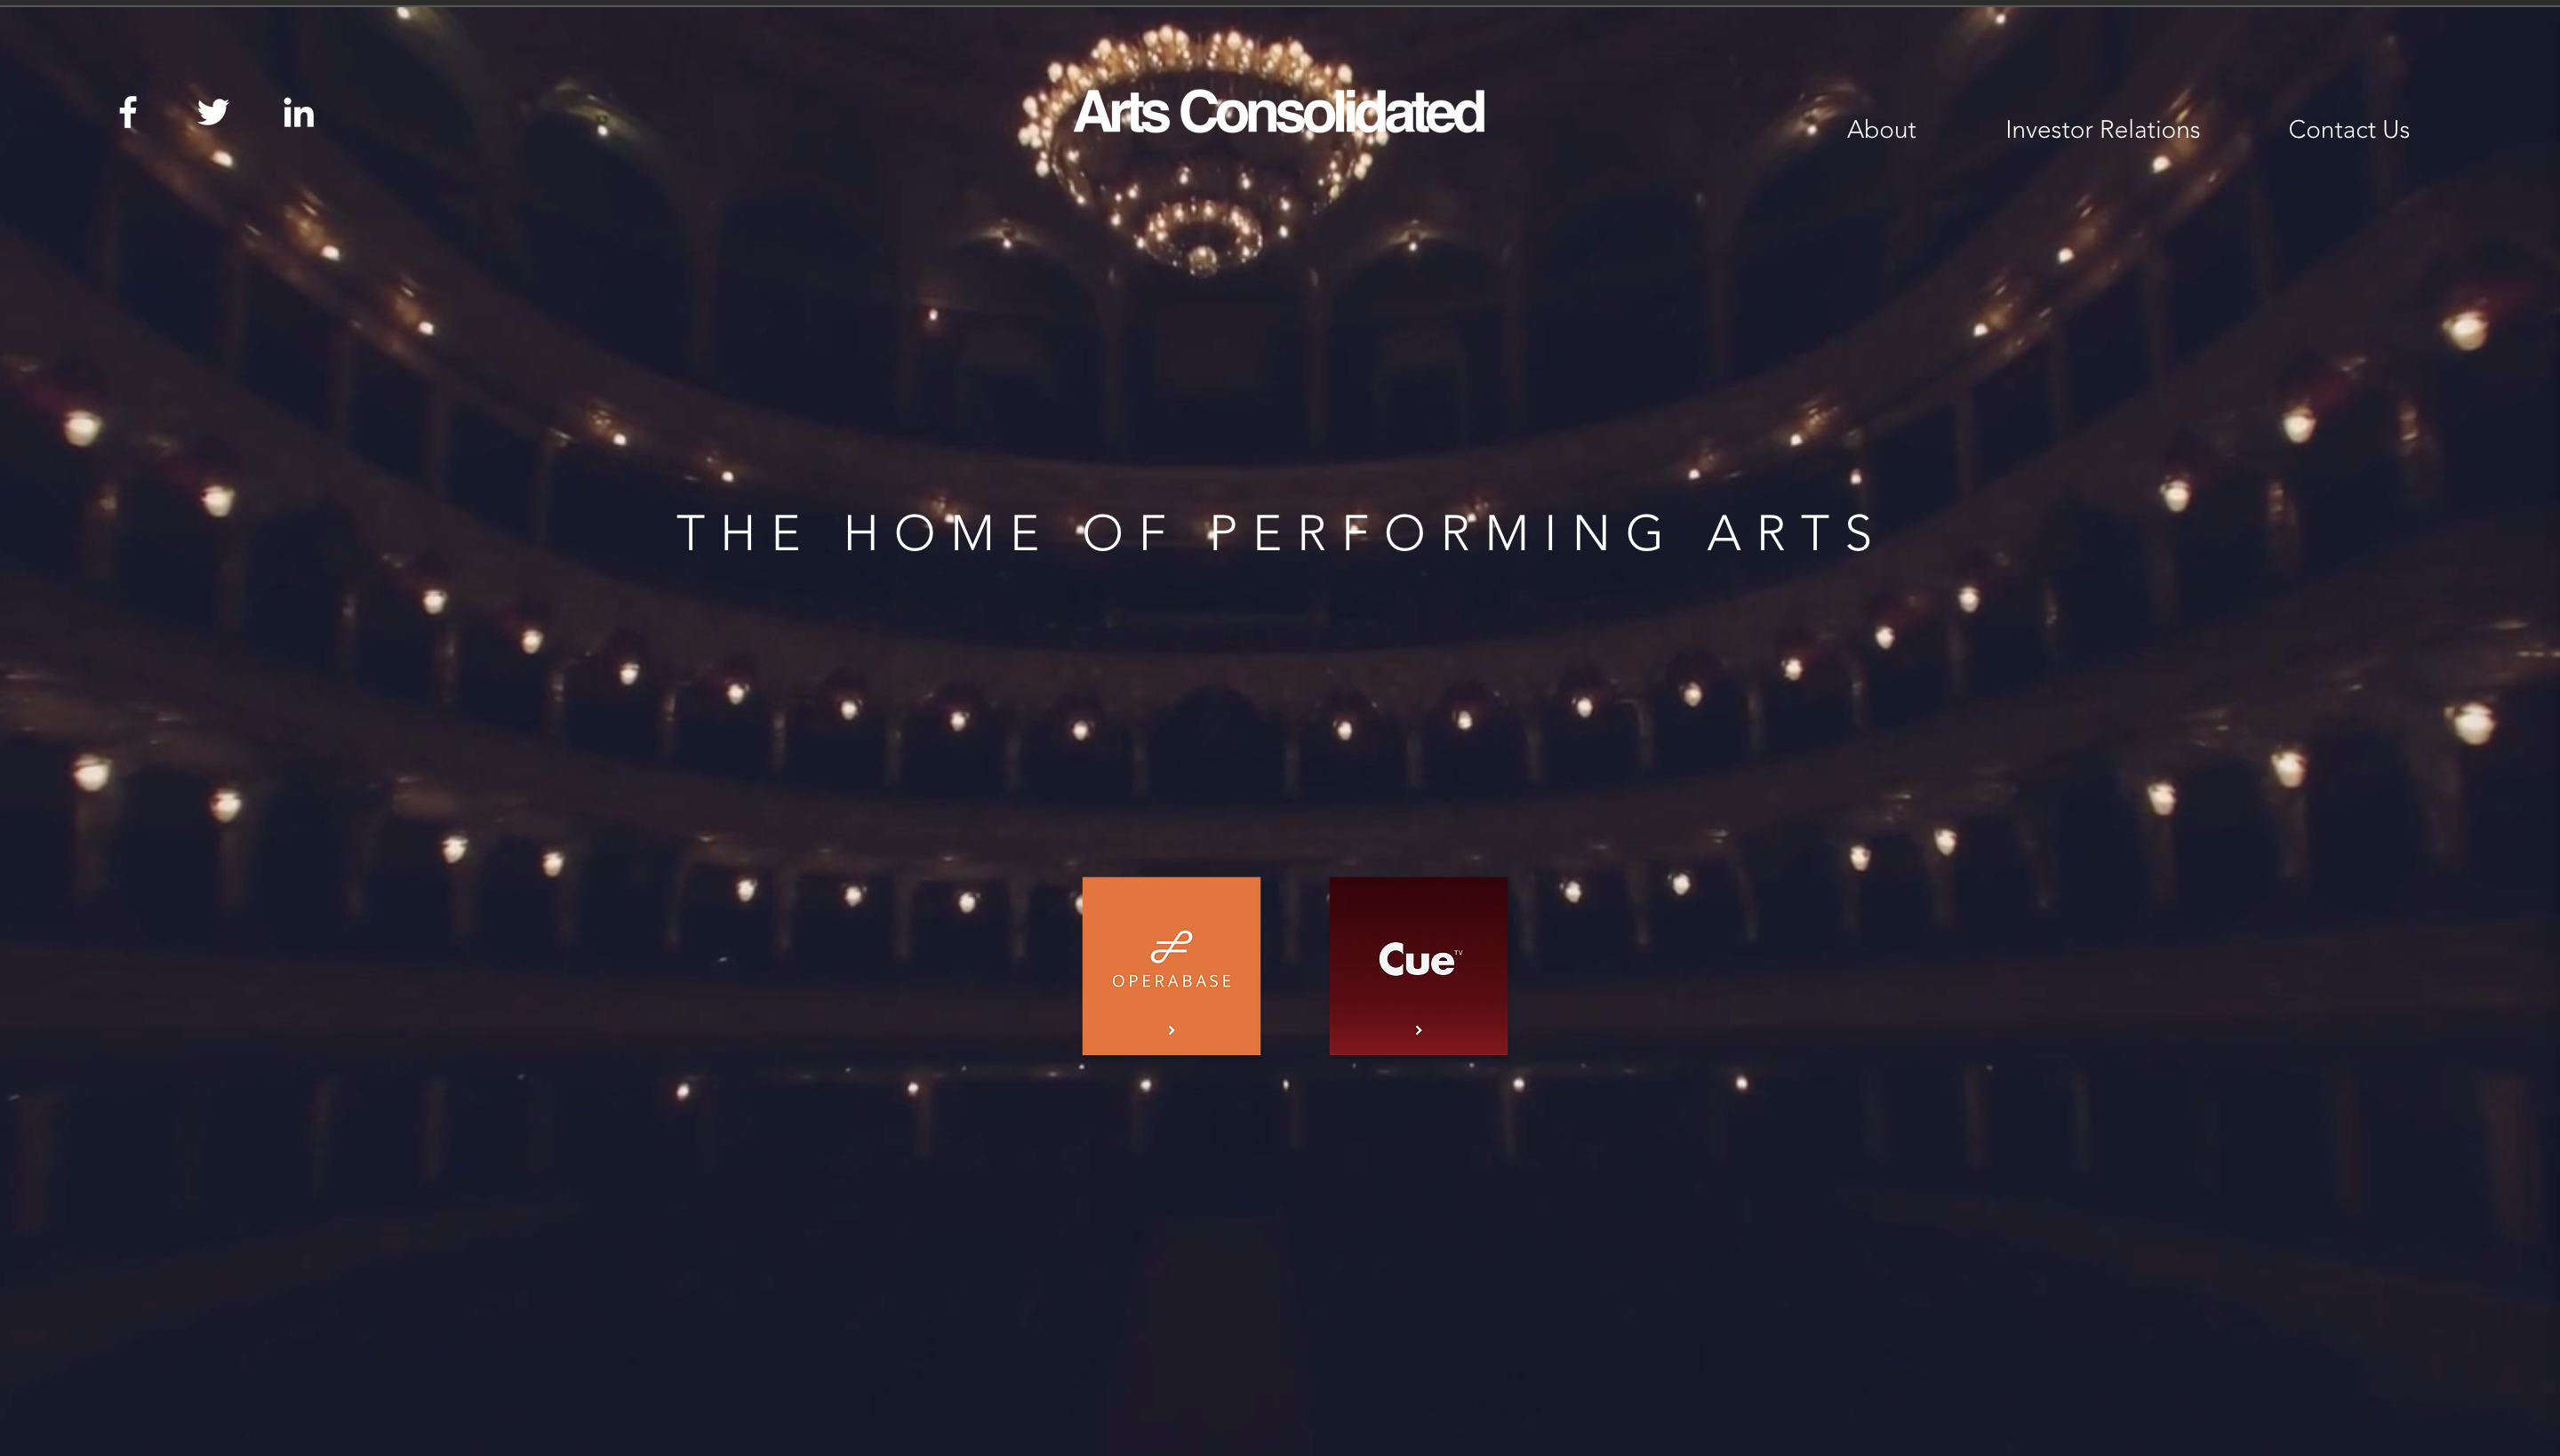 Arts Consolidated
About
Investor Relations
Contact Us
THE HOME OF PERFORMING ARTS
OPERABASE
Cue TV